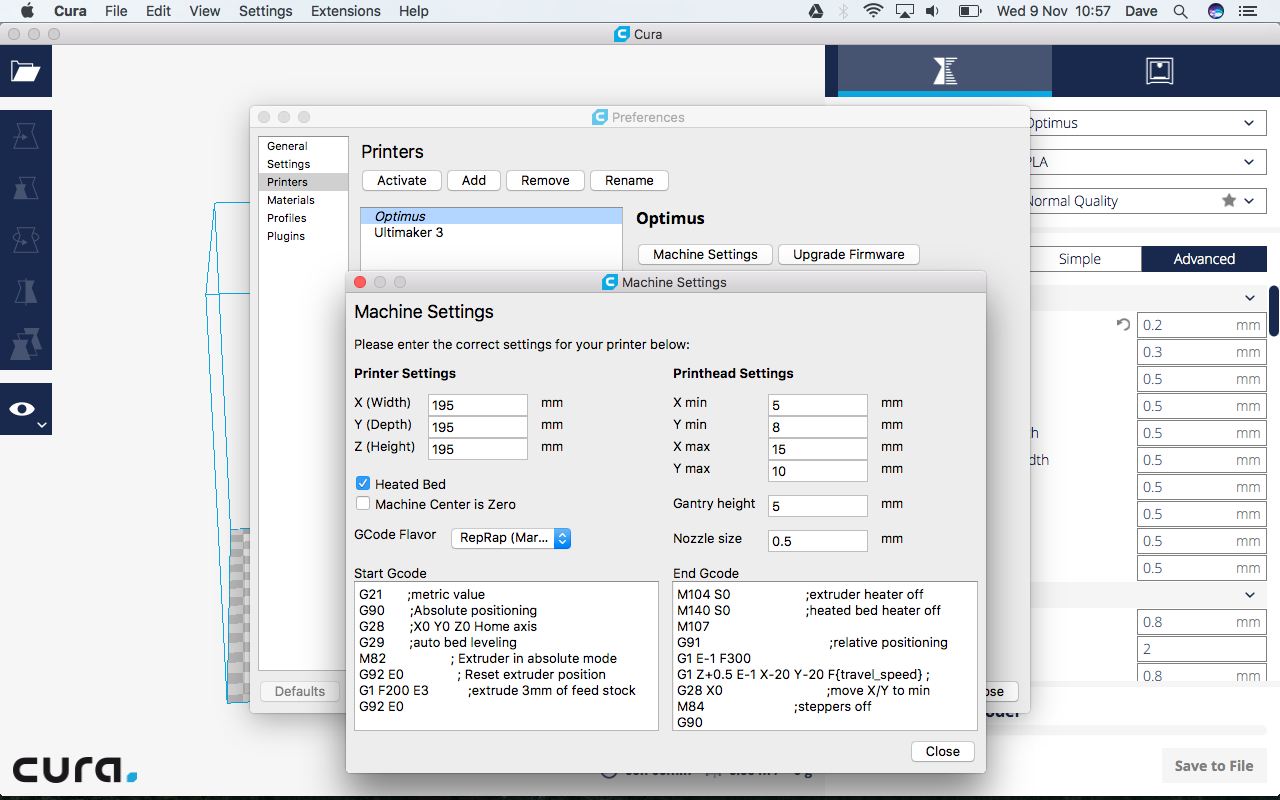 Cura File Edit View Settings Extensions Help Wed 9 Nov 10:57 Dave
Cura
Preferences
General
Settings
Printers
Materials
Profiles
Plugins
Printers
Activate Add Remove Rename
Optimus
Ultimaker 3
Optimus
Machine Settings Upgrade Firmware
Defaults
Machine Settings
Machine Settings
Please enter the correct settings for your printer below:
Printer Settings
X (Width) 195 mm
Y (Depth) 195 mm
Z (Height) 195 mm
Heated Bed
Machine Center is Zero
GCode Flavor RepRap (Mar...
Printhead Settings
X min 5 mm
Y min 8 mm
X max 15 mm
Y max 10 mm
Gantry height 5 mm
Nozzle size 0.5 mm
Start Gcode
G21 ;metric value
G90 ;Absolute positioning
G28 ;X0 Y0 Z0 Home axis
G29 ;auto bed leveling
M82 ; Extruder in absolute mode
G92 E0 ; Reset extruder position
G1 F200 E3 ;extrude 3mm of feed stock
G92 E0
End Gcode
M104 S0 ;extruder heater off
M140 S0 ;heated bed heater off
M107
G91 ;relative positioning
G1 E-1 F300
G1 Z+0.5 E-1 X-20 Y-20 F{travel_speed} ;
G28 X0 ;move X/Y to min
M84 ;steppers off
G90
Close
Optimus
PLA
Normal Quality
Simple Advanced
0.2 mm
0.3 mm
0.5 mm
0.5 mm
0.5 mm
0.5 mm
0.5 mm
0.5 mm
0.5 mm
0.5 mm
0.8 mm
2
0.8 mm
Save to File
cura.